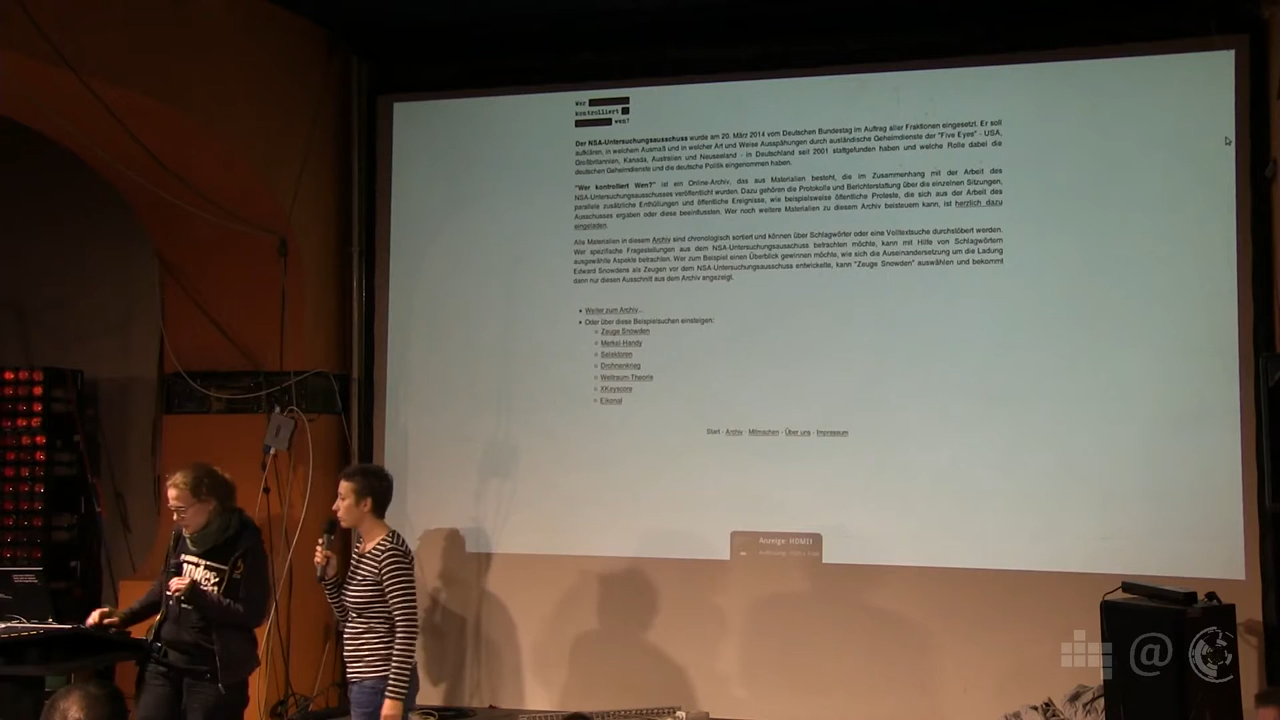 Wer
kontrolliert
wen?
Der NSA-Untersuchungsausschuss wurde am 20. März 2014 vom Deutschen Bundestag im Auftrag aller Fraktionen eingesetzt. Er soll
aufklären, in welchem Ausmaß und in welcher Art und Weise Ausspähungen durch ausländische Geheimdienste der "Five Eyes" - USA,
Großbritannien, Kanada, Australien und Neuseeland - in Deutschland seit 2001 stattgefunden haben und welche Rolle dabei die
deutschen Geheimdienste und die deutsche Politik eingenommen haben.
"Wer kontrolliert Wen?" ist ein Online-Archiv, das aus Materialien besteht, die im Zusammenhang mit der Arbeit des
NSA-Untersuchungsausschusses veröffentlicht wurden. Dazu gehören die Protokolle und Berichterstattung über die einzelnen Sitzungen,
parallele zusätzliche Enthüllungen und öffentliche Ereignisse, wie beispielsweise öffentliche Proteste, die sich aus der Arbeit des
Ausschusses ergaben oder diese beeinflussten. Wer noch weitere Materialien zu diesem Archiv beisteuern kann, ist herzlich dazu
eingeladen.
Alle Materialien in diesem Archiv sind chronologisch sortiert und können über Schlagwörter oder eine Volltextsuche durchstöbert werden.
Wer spezifische Fragestellungen aus dem NSA-Untersuchungsausschuss betrachten möchte, kann mit Hilfe von Schlagwörtern
ausgewählte Aspekte betrachten. Wer zum Beispiel einen Überblick gewinnen möchte, wie sich die Auseinandersetzung um die Ladung
Edward Snowdens als Zeugen vor dem NSA-Untersuchungsausschuss entwickelte, kann "Zeuge Snowden" auswählen und bekommt
dann nur diesen Ausschnitt aus dem Archiv angezeigt.
Weiter zum Archiv...
Oder über diese Beispielsuchen einsteigen:
Zeuge Snowden
Merkel-Handy
Selektoren
Drohnenkrieg
Weltraum-Theorie
XKeyscore
Eikonal
Start - Archiv - Mitmachen - Über uns - Impressum
Anzeige: HDMI1
@